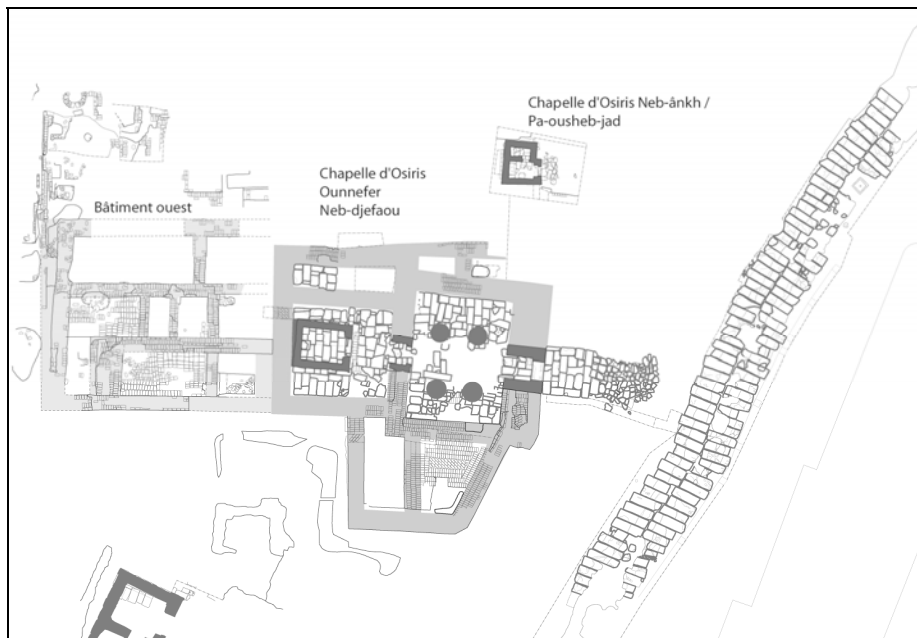 Chapelle d'Osiris Neb-ânkh /
Pa-ousheb-jad
Chapelle d'Osiris
Ounnefer
Neb-djefaou
Bâtiment ouest